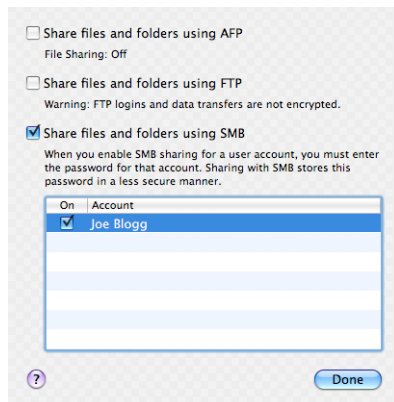 Share files and folders using AFP
File Sharing: Off
Share files and folders using FTP
Warning: FTP logins and data transfers are not encrypted.
Share files and folders using SMB
When you enable SMB sharing for a user account, you must enter
the password for that account. Sharing with SMB stores this
password in a less secure manner.
On Account
Joe Blogg
? Done